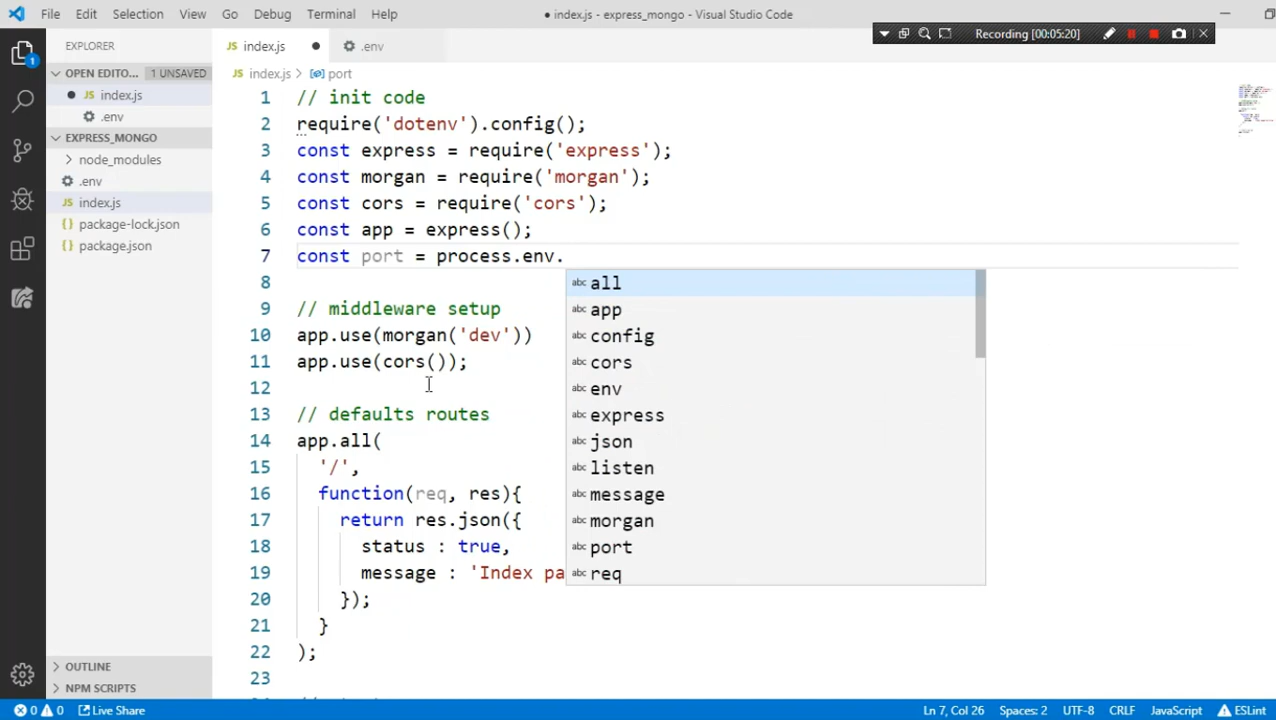 File Edit Selection View Go Debug Terminal Help
● index.js - express_mongo - Visual Studio Code
Recording [00:05:20]
EXPLORER
JS index.js ●
.env
OPEN EDITO... 1 UNSAVED
JS index.js > port
● JS index.js
.env
EXPRESS_MONGO
node_modules
.env
JS index.js
{} package-lock.json
{} package.json
OUTLINE
NPM SCRIPTS
1
1 // init code
2 require('dotenv').config();
3 const express = require('express');
4 const morgan = require('morgan');
5 const cors = require('cors');
6 const app = express();
7 const port = process.env.
8
9 // middleware setup
10 app.use(morgan('dev'))
11 app.use(cors());
12
13 // defaults routes
14 app.all(
15 '/',
16 function(req, res){
17 return res.json({
18 status : true,
19 message : 'Index pa
20 });
21 }
22 );
23
abc all
abc app
abc config
abc cors
abc env
abc express
abc json
abc listen
abc message
abc morgan
abc port
abc req
0 0 Live Share
Ln 7, Col 26 Spaces: 2 UTF-8 CRLF JavaScript ESLint